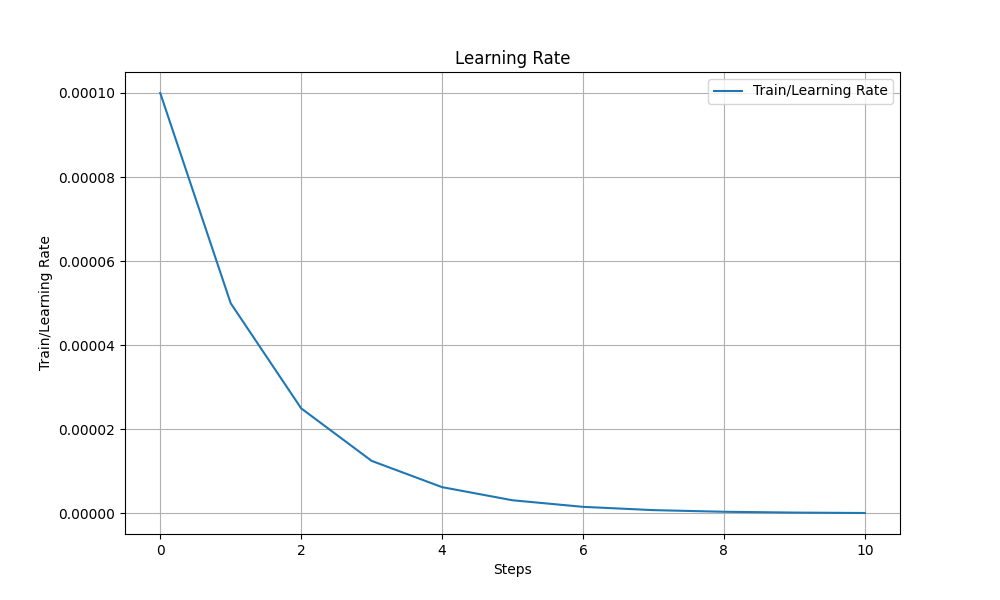 Learning Rate
Train/Learning Rate
0.00010
0.00008
0.00006
0.00004
0.00002
0.00000
Train/Learning Rate
0 2 4 6 8 10
Steps